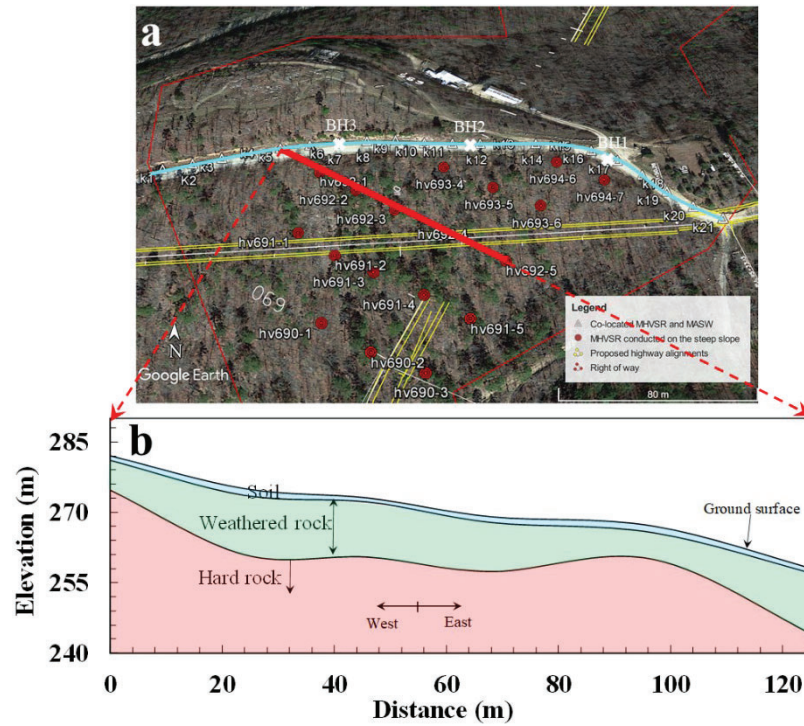 a
BH3
BH2
BH1
k1
K2
k3
k5
k6
k7
k8
k9
k10
k11
k12
k14
k15
k16
k17
k19
k20
k21
hv692-1
hv692-2
hv692-3
hv692-5
hv693-4
hv693-5
hv693-6
hv694-6
hv694-7
hv691-1
hv691-2
hv691-3
hv691-4
hv691-5
hv690-1
hv690-2
hv690-3
069
N
Google Earth
Legend
Co-located MHVSR and MASW
MHVSR conducted on the steep slope
Proposed highway alignments
Right of way
80 m
b
Elevation (m)
285
270
255
240
Soil
Weathered rock
Hard rock
Ground surface
West
East
0
20
40
60
80
100
120
Distance (m)